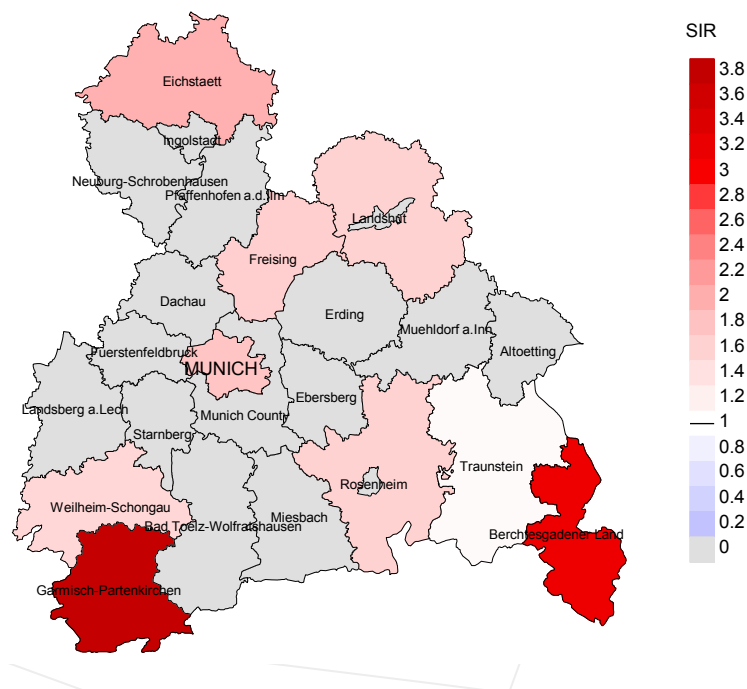 SIR
3.8
3.6
3.4
3.2
3
2.8
2.6
2.4
2.2
2
1.8
1.6
1.4
1.2
1
0.8
0.6
0.4
0.2
0
Eichstaett
Ingolstadt
Neuburg-Schrobenhausen
Pfaffenhofen a.d.Ilm
Landshut
Freising
Dachau
Erding
Muehldorf a.Inn
Altoetting
Fuerstenfeldbruck
MUNICH
Ebersberg
Landsberg a.Lech
Munich County
Starnberg
Traunstein
Rosenheim
Weilheim-Schongau
Miesbach
Bad Toelz-Wolfratshausen
Berchtesgadener Land
Garmisch-Partenkirchen